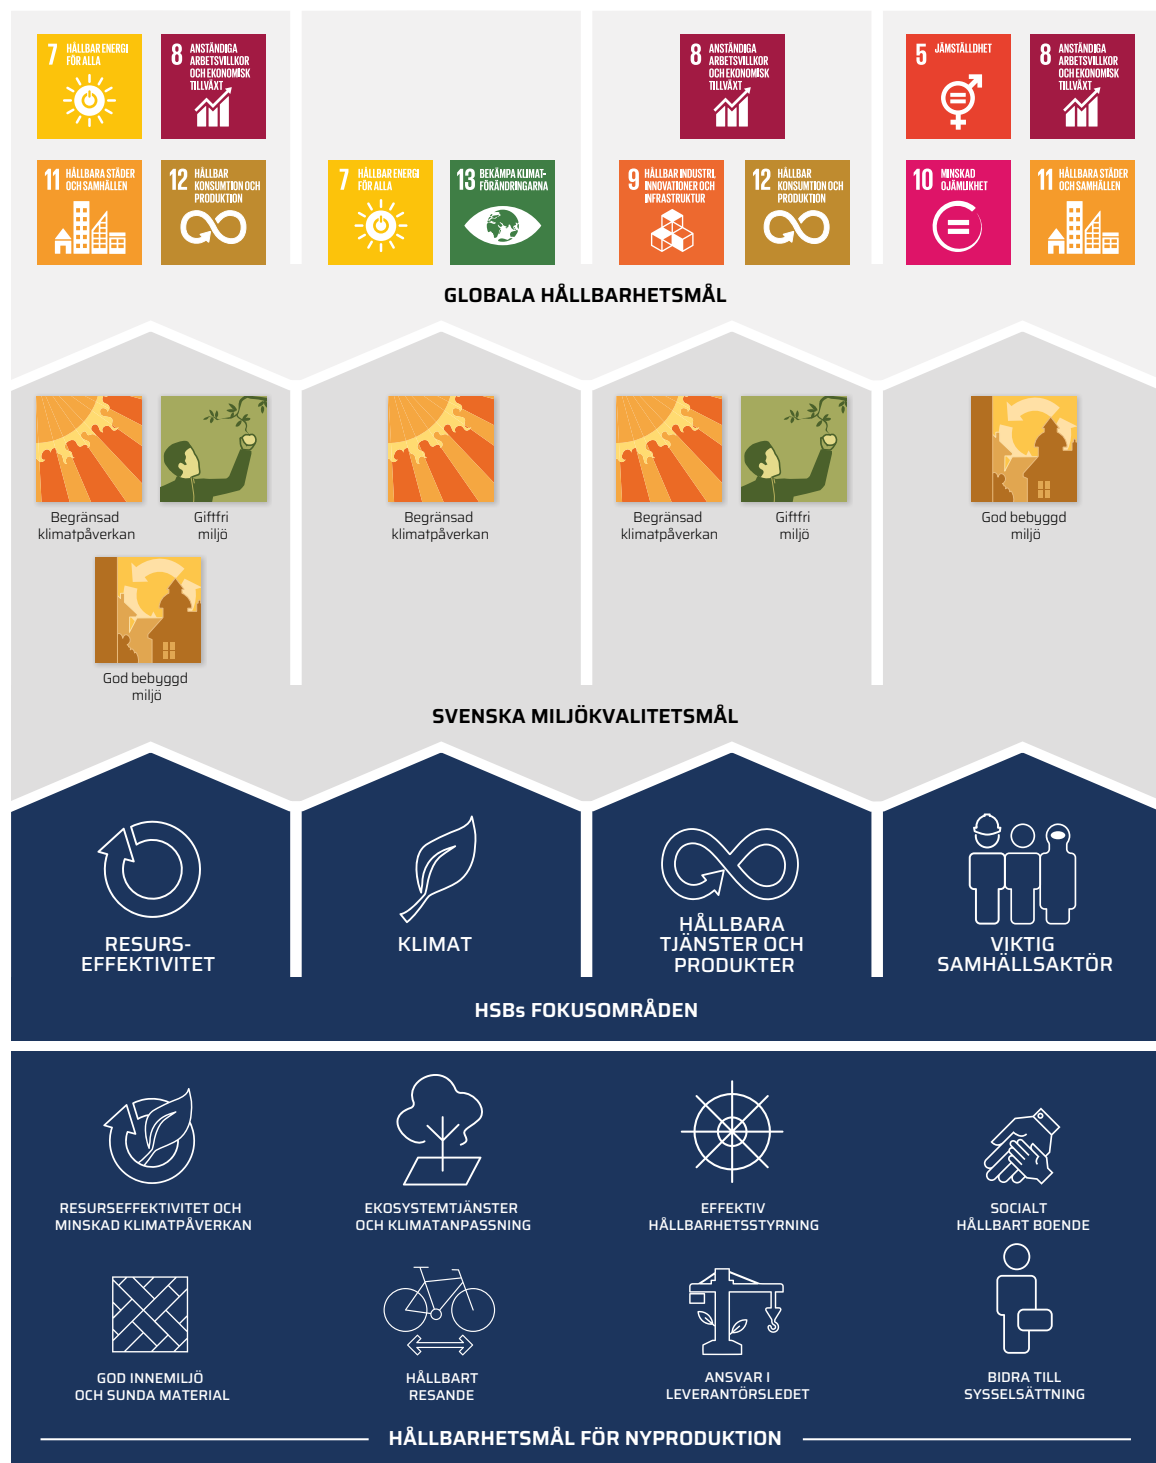 7 HÅLLBAR ENERGI
FÖR ALLA
8 ANSTÄNDIGA
ARBETSVILLKOR
OCH EKONOMISK
TILLVÄXT
11 HÅLLBARA STÄDER
OCH SAMHÄLLEN
12 HÅLLBAR
KONSUMTION OCH
PRODUKTION
7 HÅLLBAR ENERGI
FÖR ALLA
13 BEKÄMPA KLIMAT-
FÖRÄNDRINGARNA
8 ANSTÄNDIGA
ARBETSVILLKOR
OCH EKONOMISK
TILLVÄXT
9 HÅLLBAR INDUSTRI,
INNOVATIONER OCH
INFRASTRUKTUR
12 HÅLLBAR
KONSUMTION OCH
PRODUKTION
5 JÄMSTÄLLDHET
8 ANSTÄNDIGA
ARBETSVILLKOR
OCH EKONOMISK
TILLVÄXT
10 MINSKAD
OJÄMLIKHET
11 HÅLLBARA STÄDER
OCH SAMHÄLLEN
GLOBALA HÅLLBARHETSMÅL
Begränsad
klimatpåverkan
Giftfri
miljö
God bebyggd
miljö
Begränsad
klimatpåverkan
Begränsad
klimatpåverkan
Giftfri
miljö
God bebyggd
miljö
SVENSKA MILJÖKVALITETSMÅL
RESURS-
EFFEKTIVITET
KLIMAT
HÅLLBARA
TJÄNSTER OCH
PRODUKTER
VIKTIG
SAMHÄLLSAKTÖR
HSBs FOKUSOMRÅDEN
RESURSEFFEKTIVITET OCH
MINSKAD KLIMATPÅVERKAN
EKOSYSTEMTJÄNSTER
OCH KLIMATANPASSNING
EFFEKTIV
HÅLLBARHETSSTYRNING
SOCIALT
HÅLLBART BOENDE
GOD INNEMILJÖ
OCH SUNDA MATERIAL
HÅLLBART
RESANDE
ANSVAR I
LEVERANTÖRSLEDET
BIDRA TILL
SYSSELSÄTTNING
HÅLLBARHETSMÅL FÖR NYPRODUKTION